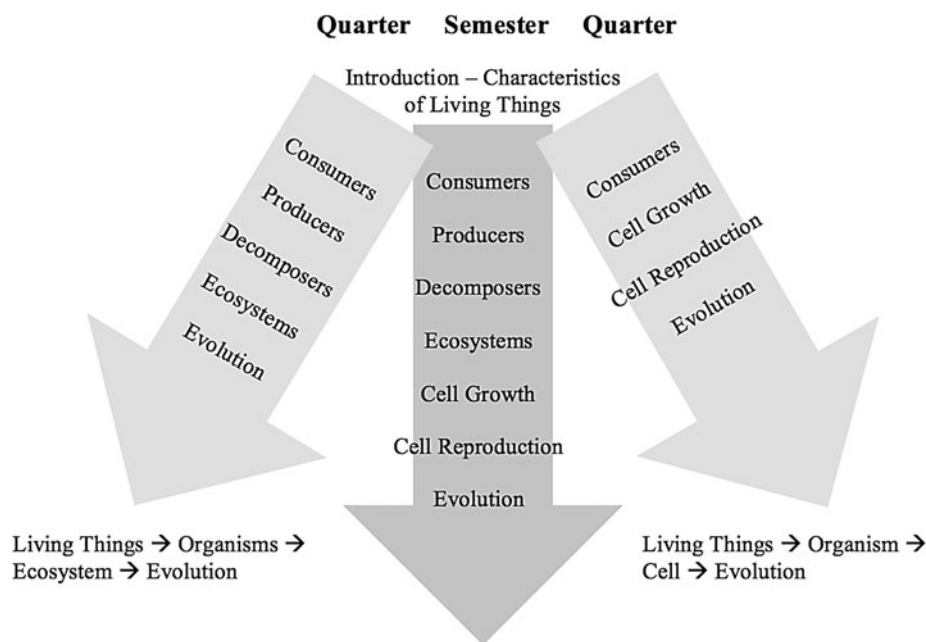 Quarter Semester Quarter
Introduction – Characteristics
of Living Things
Consumers
Producers
Decomposers
Ecosystems
Evolution
Consumers
Producers
Decomposers
Ecosystems
Cell Growth
Cell Reproduction
Evolution
Consumers
Cell Growth
Cell Reproduction
Evolution
Living Things → Organisms →
Ecosystem → Evolution
Living Things → Organism →
Cell → Evolution